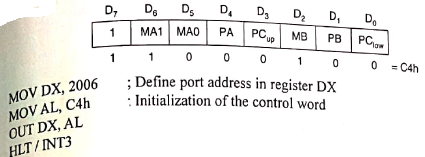 D7 D6 D5 D4 D3 D2 D1 D0
1 MA1 MA0 PA PCup MB PB PClow
1 1 0 0 0 1 0 0 = C4h
MOV DX, 2006 ; Define port address in register DX
MOV AL, C4h ; Initialization of the control word
OUT DX, AL
HLT / INT3